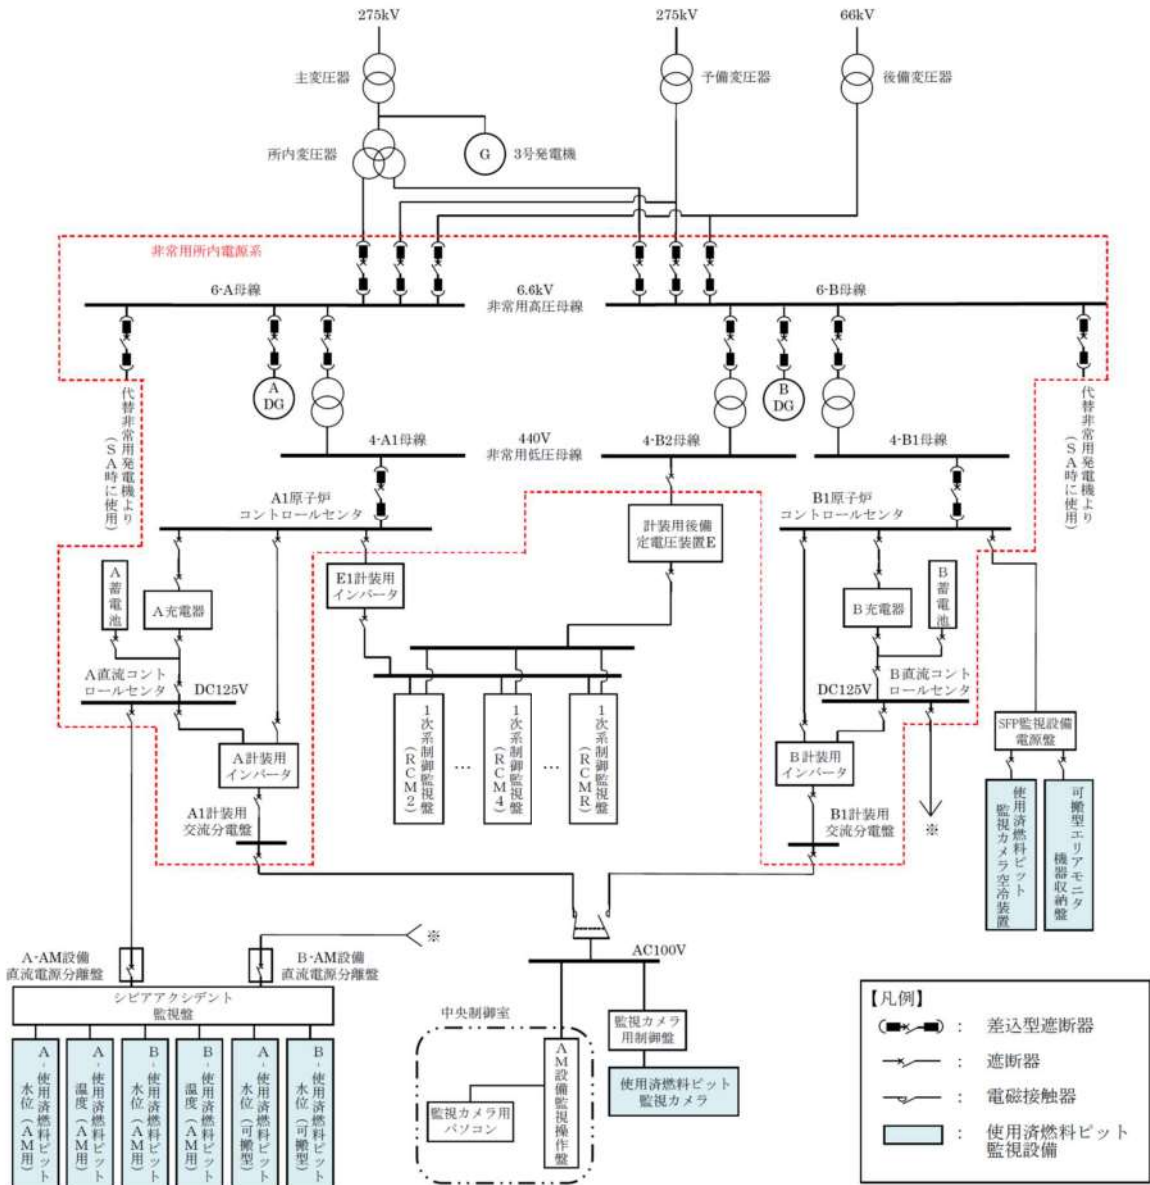 275kV
275kV
66kV
主変圧器
予備変圧器
後備変圧器
所内変圧器
G
3号発電機
非常用所内電源系
6-A母線
6.6kV
非常用高圧母線
6-B母線
A
DG
B
DG
代替非常用発電機より
(SA時に使用)
代替非常用発電機より
(SA時に使用)
4-A1母線
440V
非常用低圧母線
4-B2母線
4-B1母線
A1原子炉
コントロールセンタ
B1原子炉
コントロールセンタ
計装用後備
定電圧装置E
A蓄電池
A充電器
E1計装用
インバータ
B充電器
B蓄電池
A直流コント
ロールセンタ
DC125V
B直流コント
ロールセンタ
DC125V
1次系制御監視盤
(RCM2)
…
1次系制御監視盤
(RCM4)
…
1次系制御監視盤
(RCMR)
SFP監視設備
電源盤
A計装用
インバータ
B計装用
インバータ
A1計装用
交流分電盤
B1計装用
交流分電盤
※
使用済燃料ピット
監視カメラ空冷装置
可搬型エリアモニタ
機器収納盤
※
A-AM設備
直流電源分離盤
B-AM設備
直流電源分離盤
AC100V
シビアアクシデント
監視盤
中央制御室
監視カメラ
用制御盤
AM設備監視操作盤
監視カメラ用
パソコン
使用済燃料ピット
監視カメラ
A-使用済燃料ピット
水位(AM用)
A-使用済燃料ピット
温度(AM用)
B-使用済燃料ピット
水位(AM用)
B-使用済燃料ピット
温度(AM用)
A-使用済燃料ピット
水位(可搬型)
B-使用済燃料ピット
水位(可搬型)
【凡例】
: 差込型遮断器
: 遮断器
: 電磁接触器
: 使用済燃料ピット
監視設備